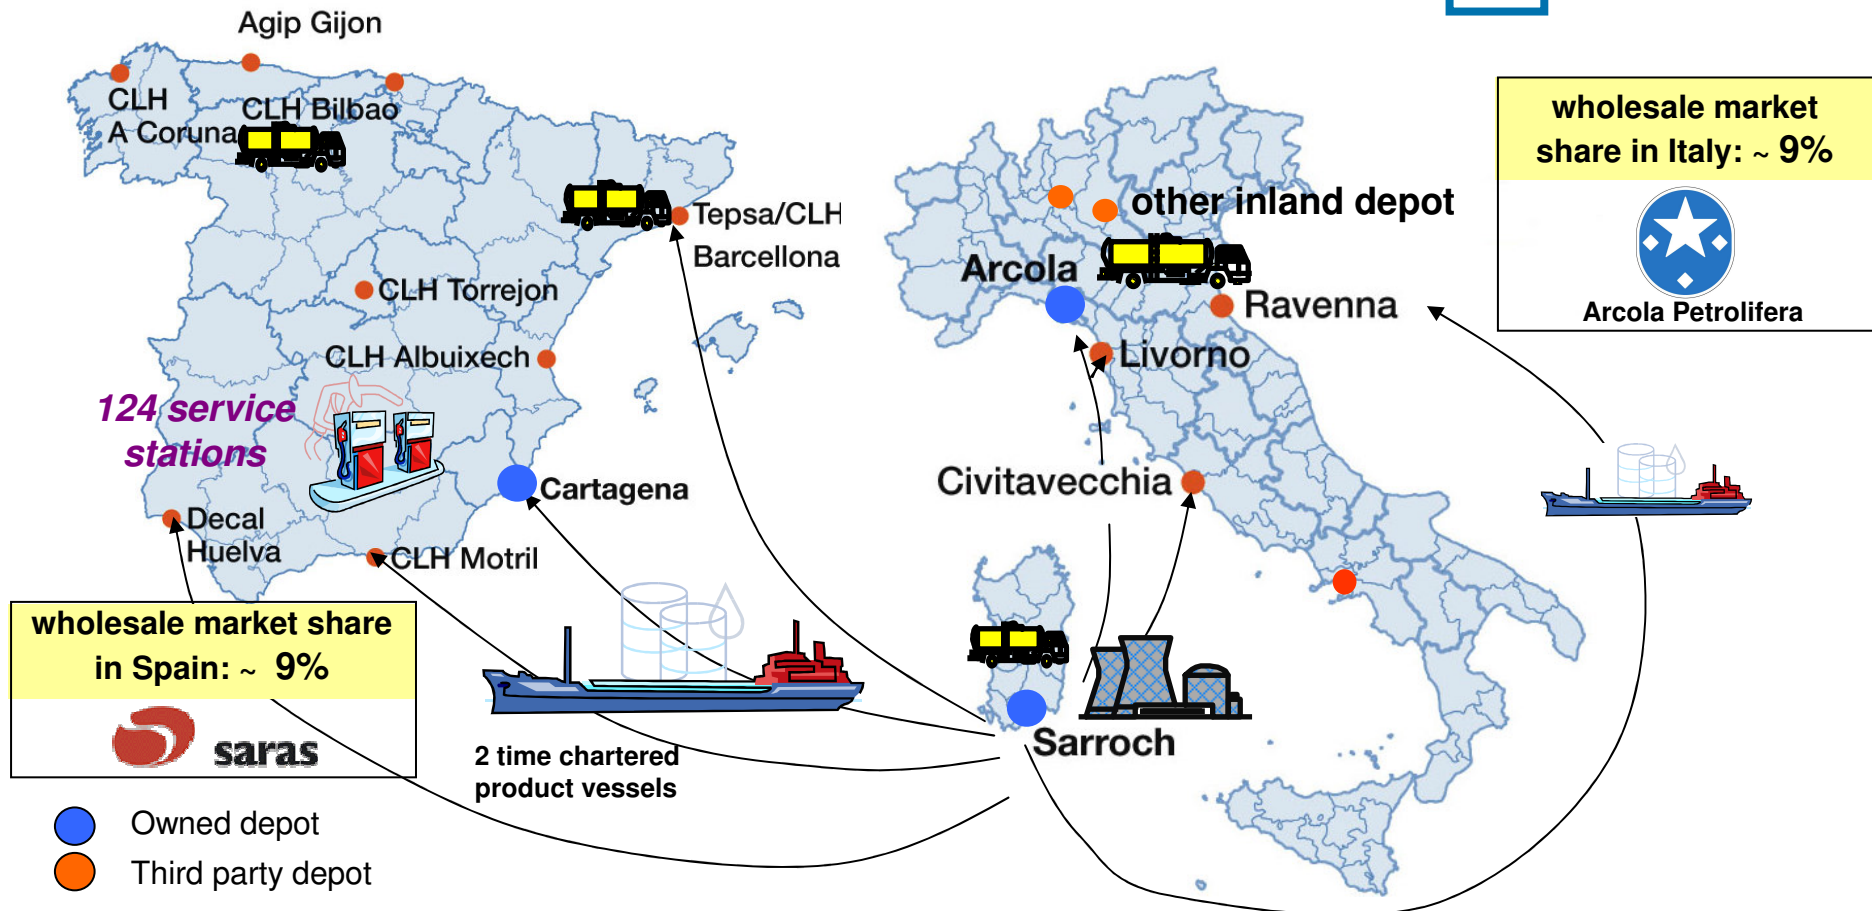 Agip Gijon
CLH
A Coruna
CLH Bilbao
Tepsa/CLH
Barcellona
CLH Torrejon
CLH Albuixech
124 service
stations
Cartagena
Decal
Huelva
CLH Motril
wholesale market share
in Spain: ~ 9%
saras
2 time chartered
product vessels
Owned depot
Third party depot
other inland depot
Arcola
Ravenna
Livorno
Civitavecchia
Sarroch
wholesale market
share in Italy: ~ 9%
Arcola Petrolifera